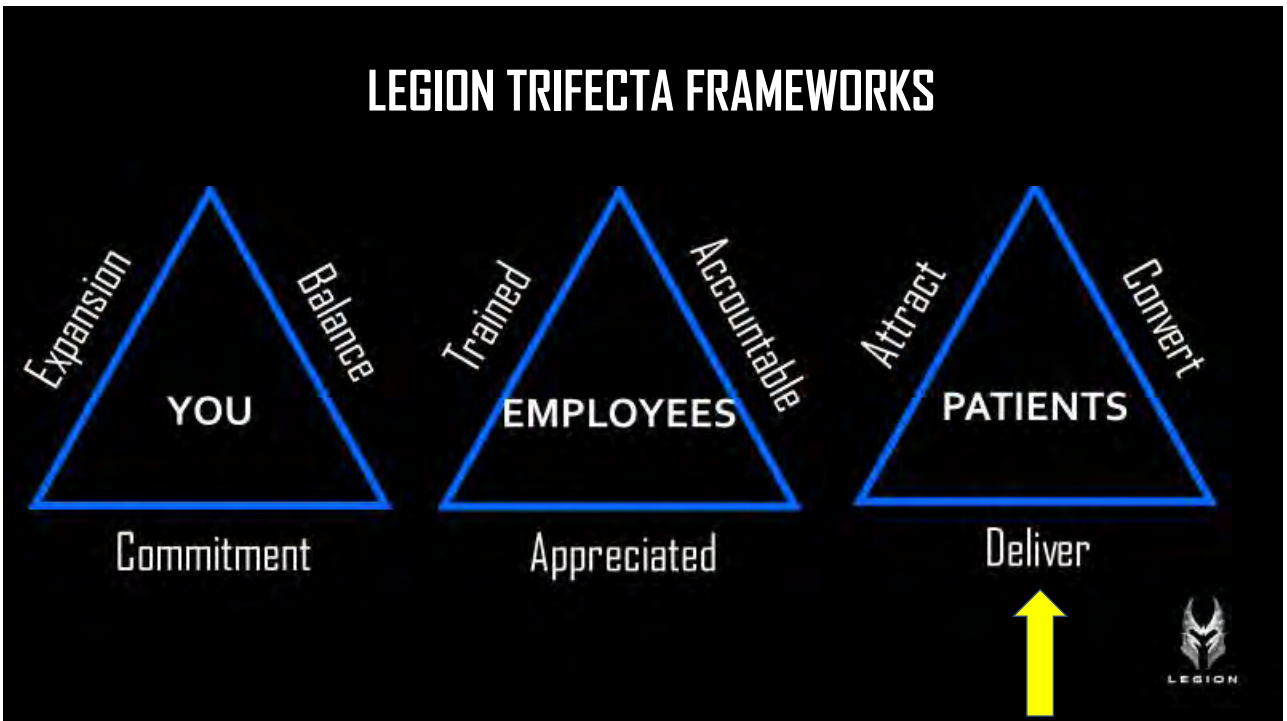 LEGION TRIFECTA FRAMEWORKS
Expansion
Balance
YOU
Commitment
Trained
Accountable
EMPLOYEES
Appreciated
Attract
Convert
PATIENTS
Deliver
LEGION